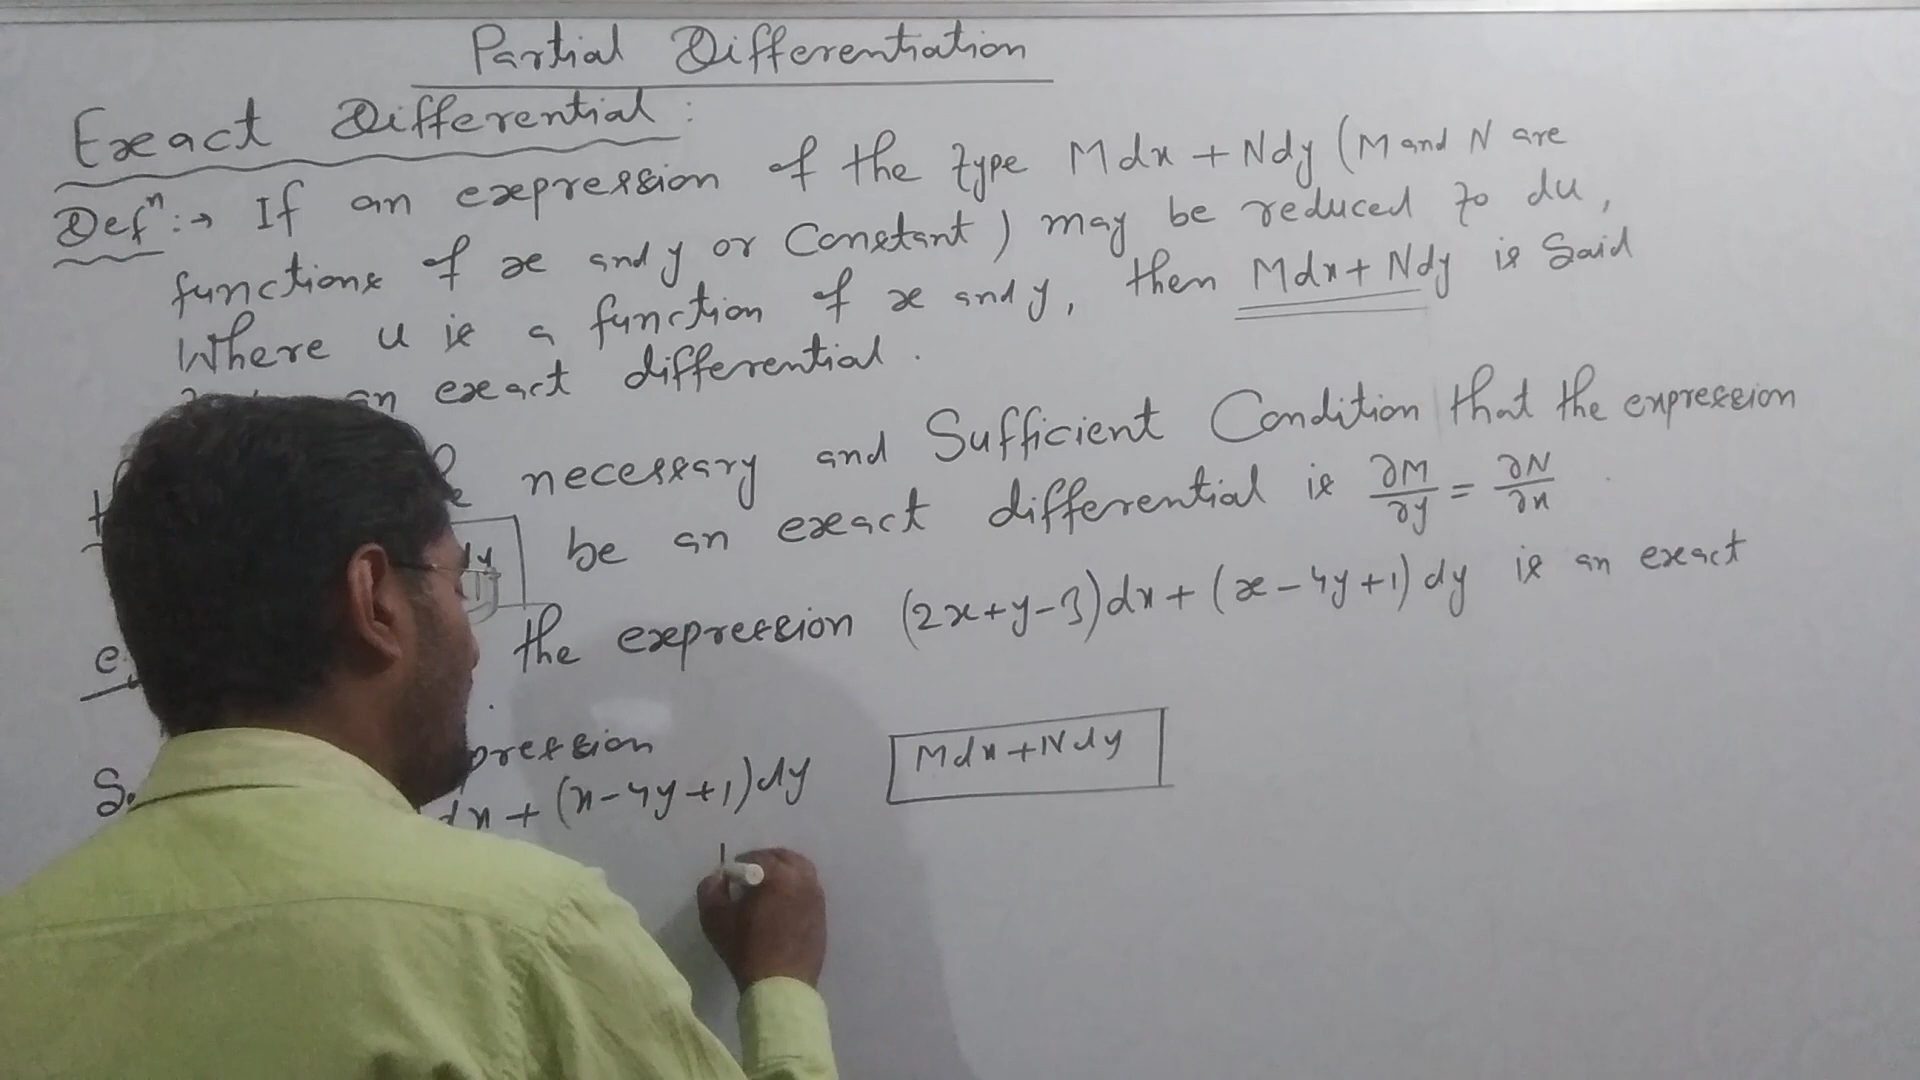 Partial Differentiation
Exact Differential:
Defⁿ:→ If an expression of the type Mdx + Ndy (M and N are
functions of x and y or Constant) may be reduced to du,
Where u is a function of x and y, then Mdx + Ndy is Said
an exact differential.
necessary and Sufficient Condition that the expression
dy be an exact differential is ∂M/∂y = ∂N/∂x
the expression (2x+y-3)dx + (x-4y+1)dy is an exact
dx + (x-4y+1)dy
Mdx+Ndy